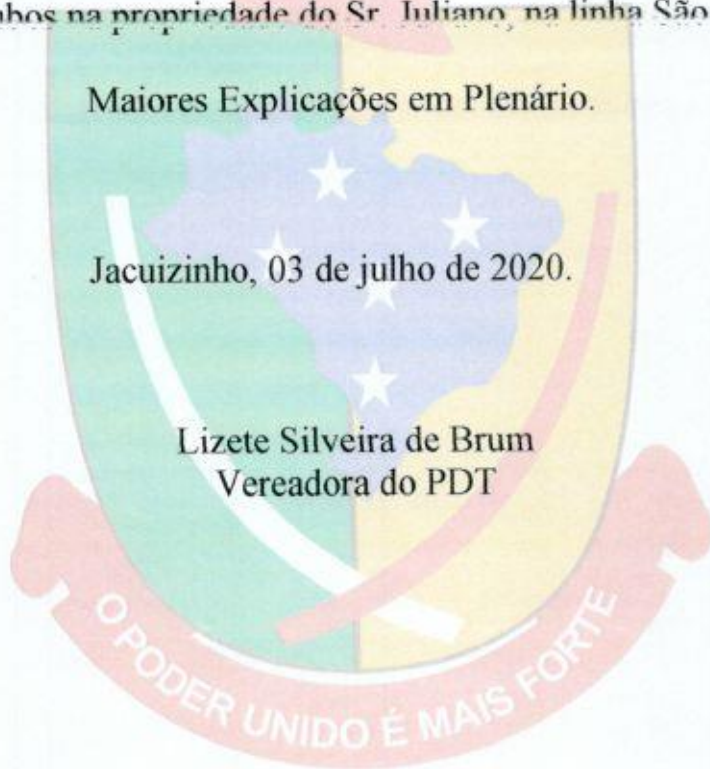 na propriedade do Sr. Juliano, na linha São
Maiores Explicações em Plenário.
Jacuizinho, 03 de julho de 2020.
Lizete Silveira de Brum
Vereadora do PDT
O PODER UNIDO É MAIS FORTE